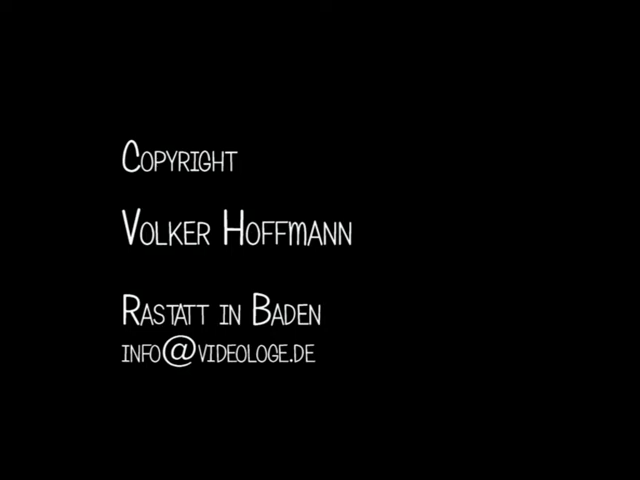 Copyright
Volker Hoffmann
Rastatt in Baden
info@videologe.de